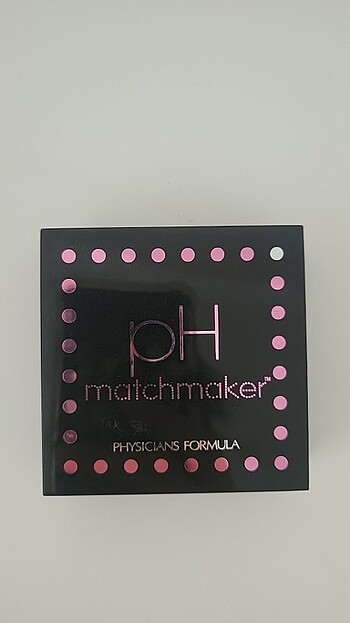 pH
matchmaker™
PHYSICIANS FORMULA